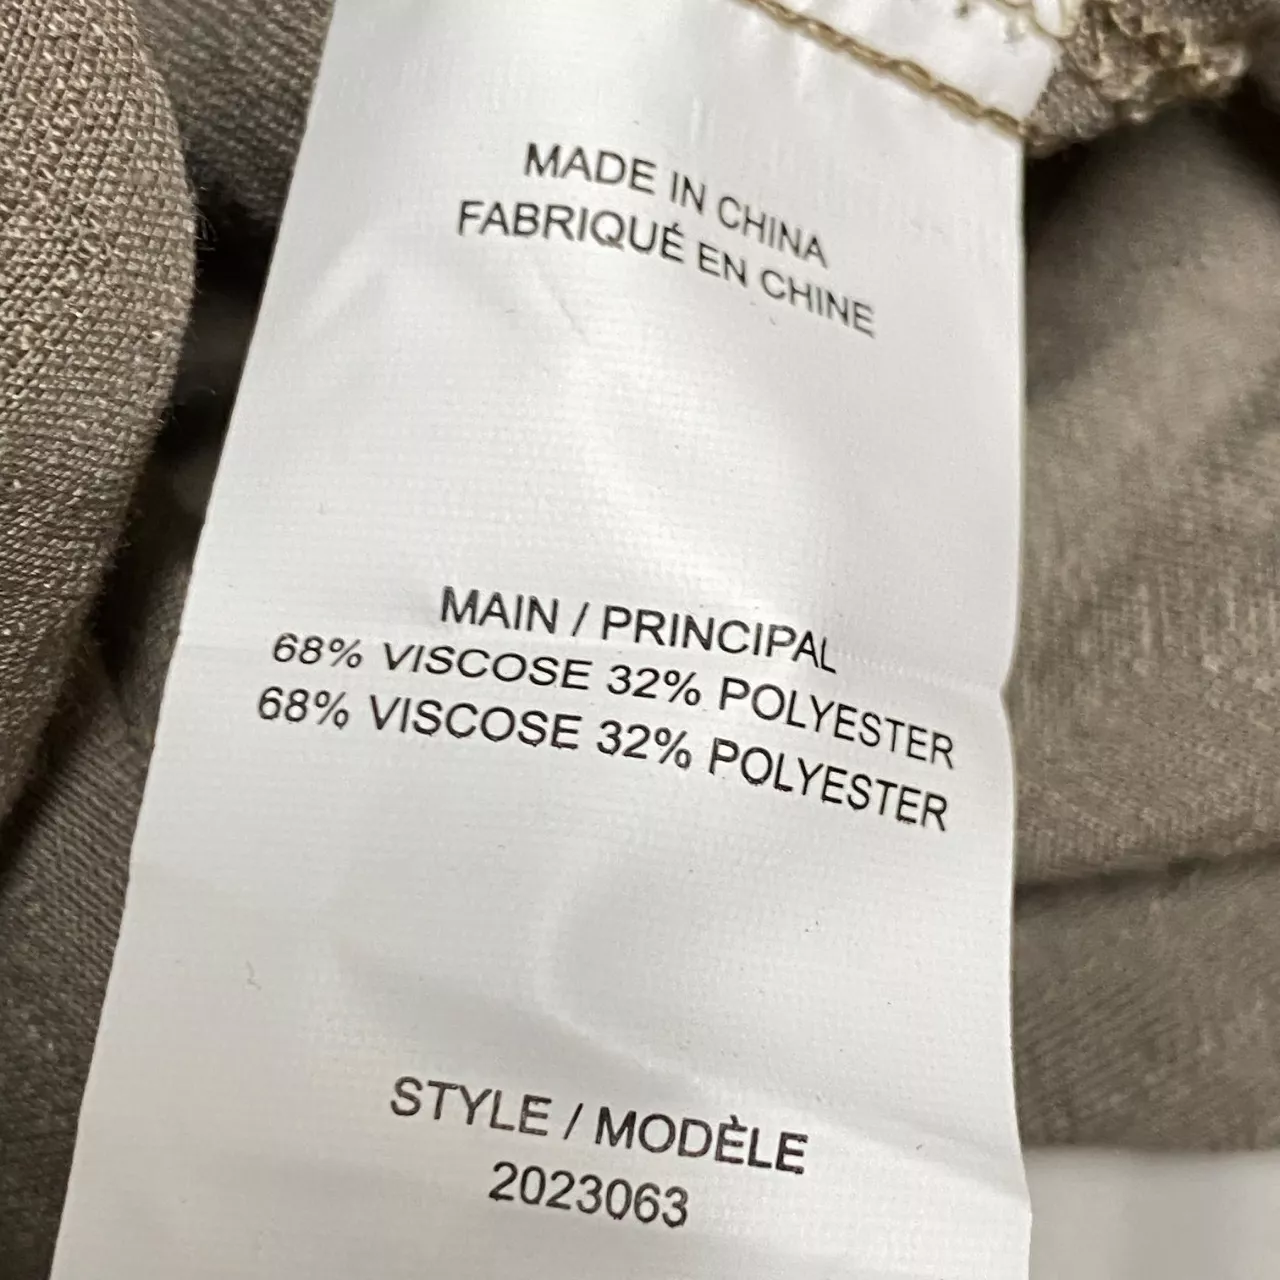 MADE IN CHINA
FABRIQUÉ EN CHINE
MAIN / PRINCIPAL
68% VISCOSE 32% POLYESTER
68% VISCOSE 32% POLYESTER
STYLE / MODÈLE
2023063